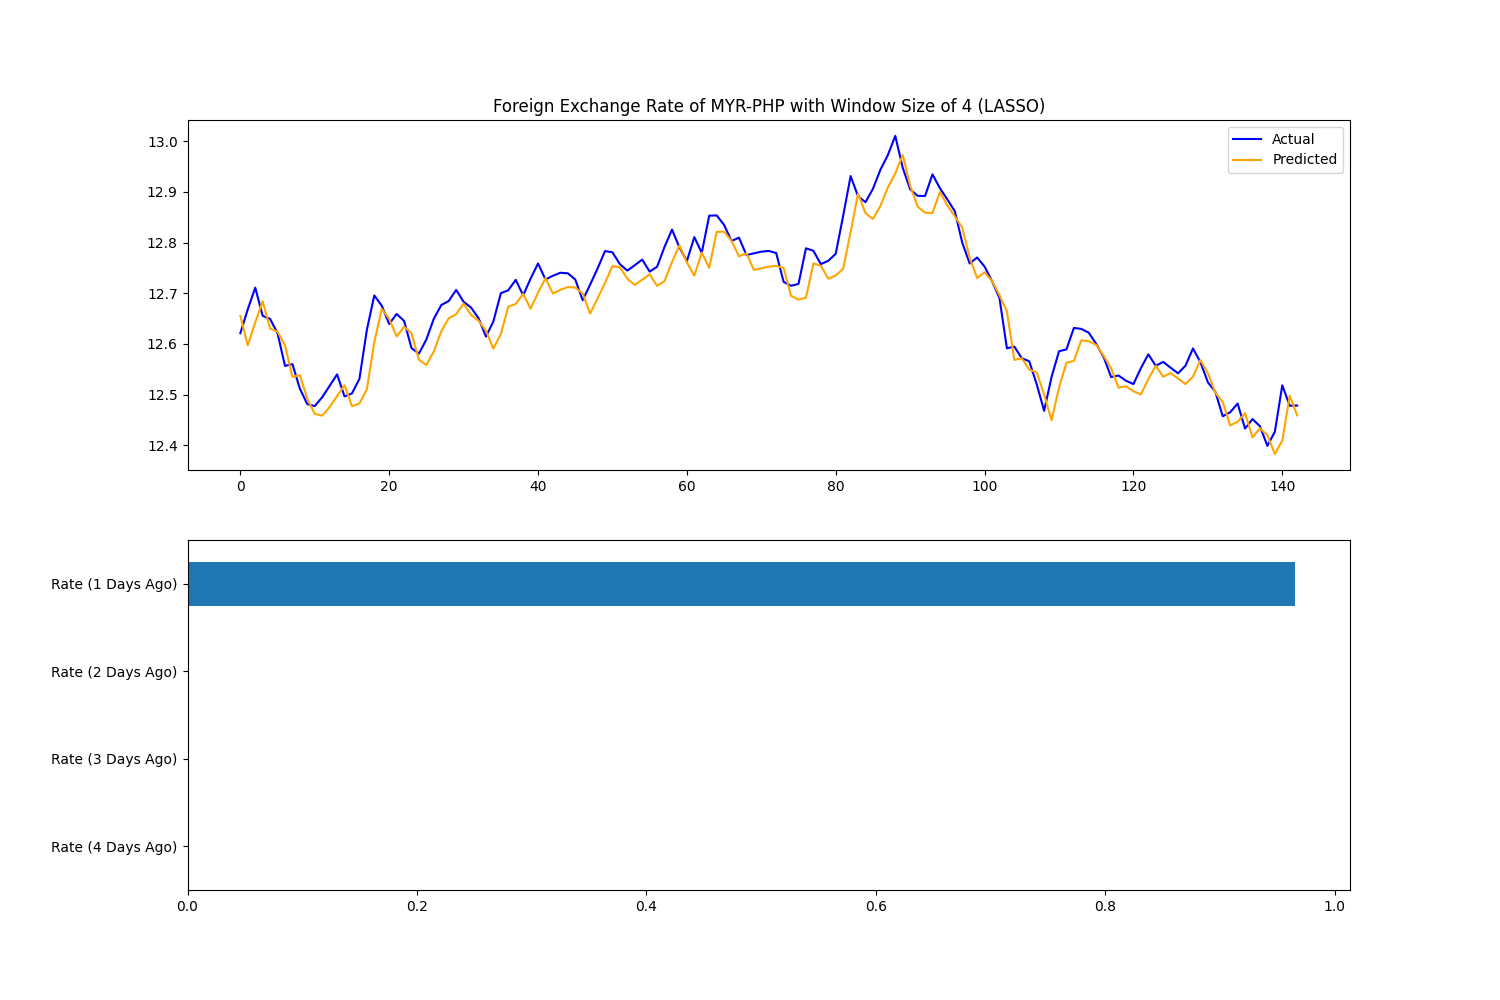 Foreign Exchange Rate of MYR-PHP with Window Size of 4 (LASSO)
13.0
12.9
12.8
12.7
12.6
12.5
12.4
Actual
Predicted
0 20 40 60 80 100 120 140
Rate (1 Days Ago)
Rate (2 Days Ago)
Rate (3 Days Ago)
Rate (4 Days Ago)
0.0 0.2 0.4 0.6 0.8 1.0